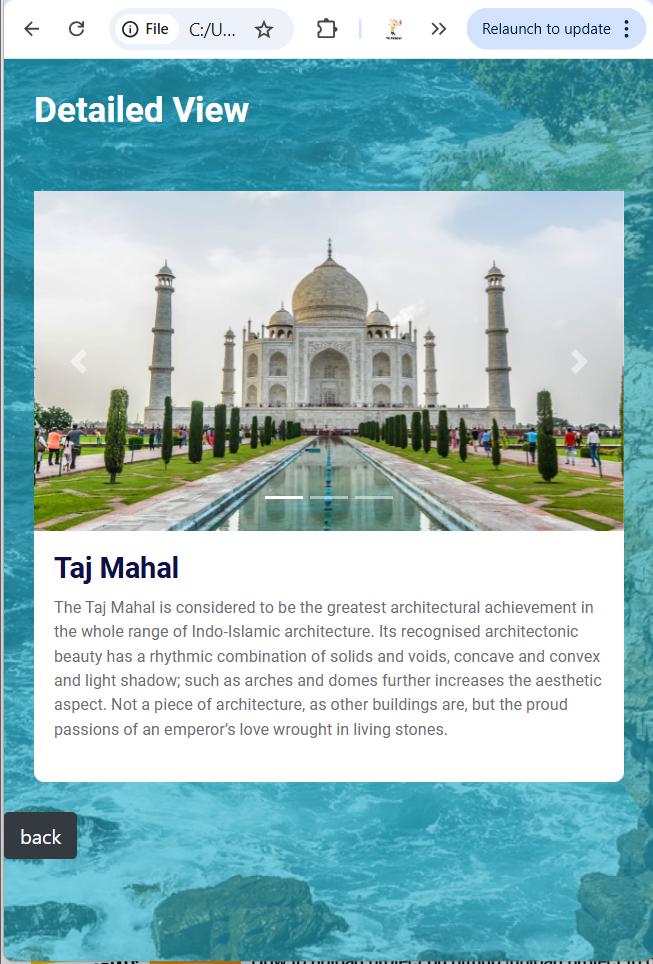 File C:/U... Relaunch to update
Detailed View
Taj Mahal
The Taj Mahal is considered to be the greatest architectural achievement in
the whole range of Indo-Islamic architecture. Its recognised architectonic
beauty has a rhythmic combination of solids and voids, concave and convex
and light shadow; such as arches and domes further increases the aesthetic
aspect. Not a piece of architecture, as other buildings are, but the proud
passions of an emperor’s love wrought in living stones.
back